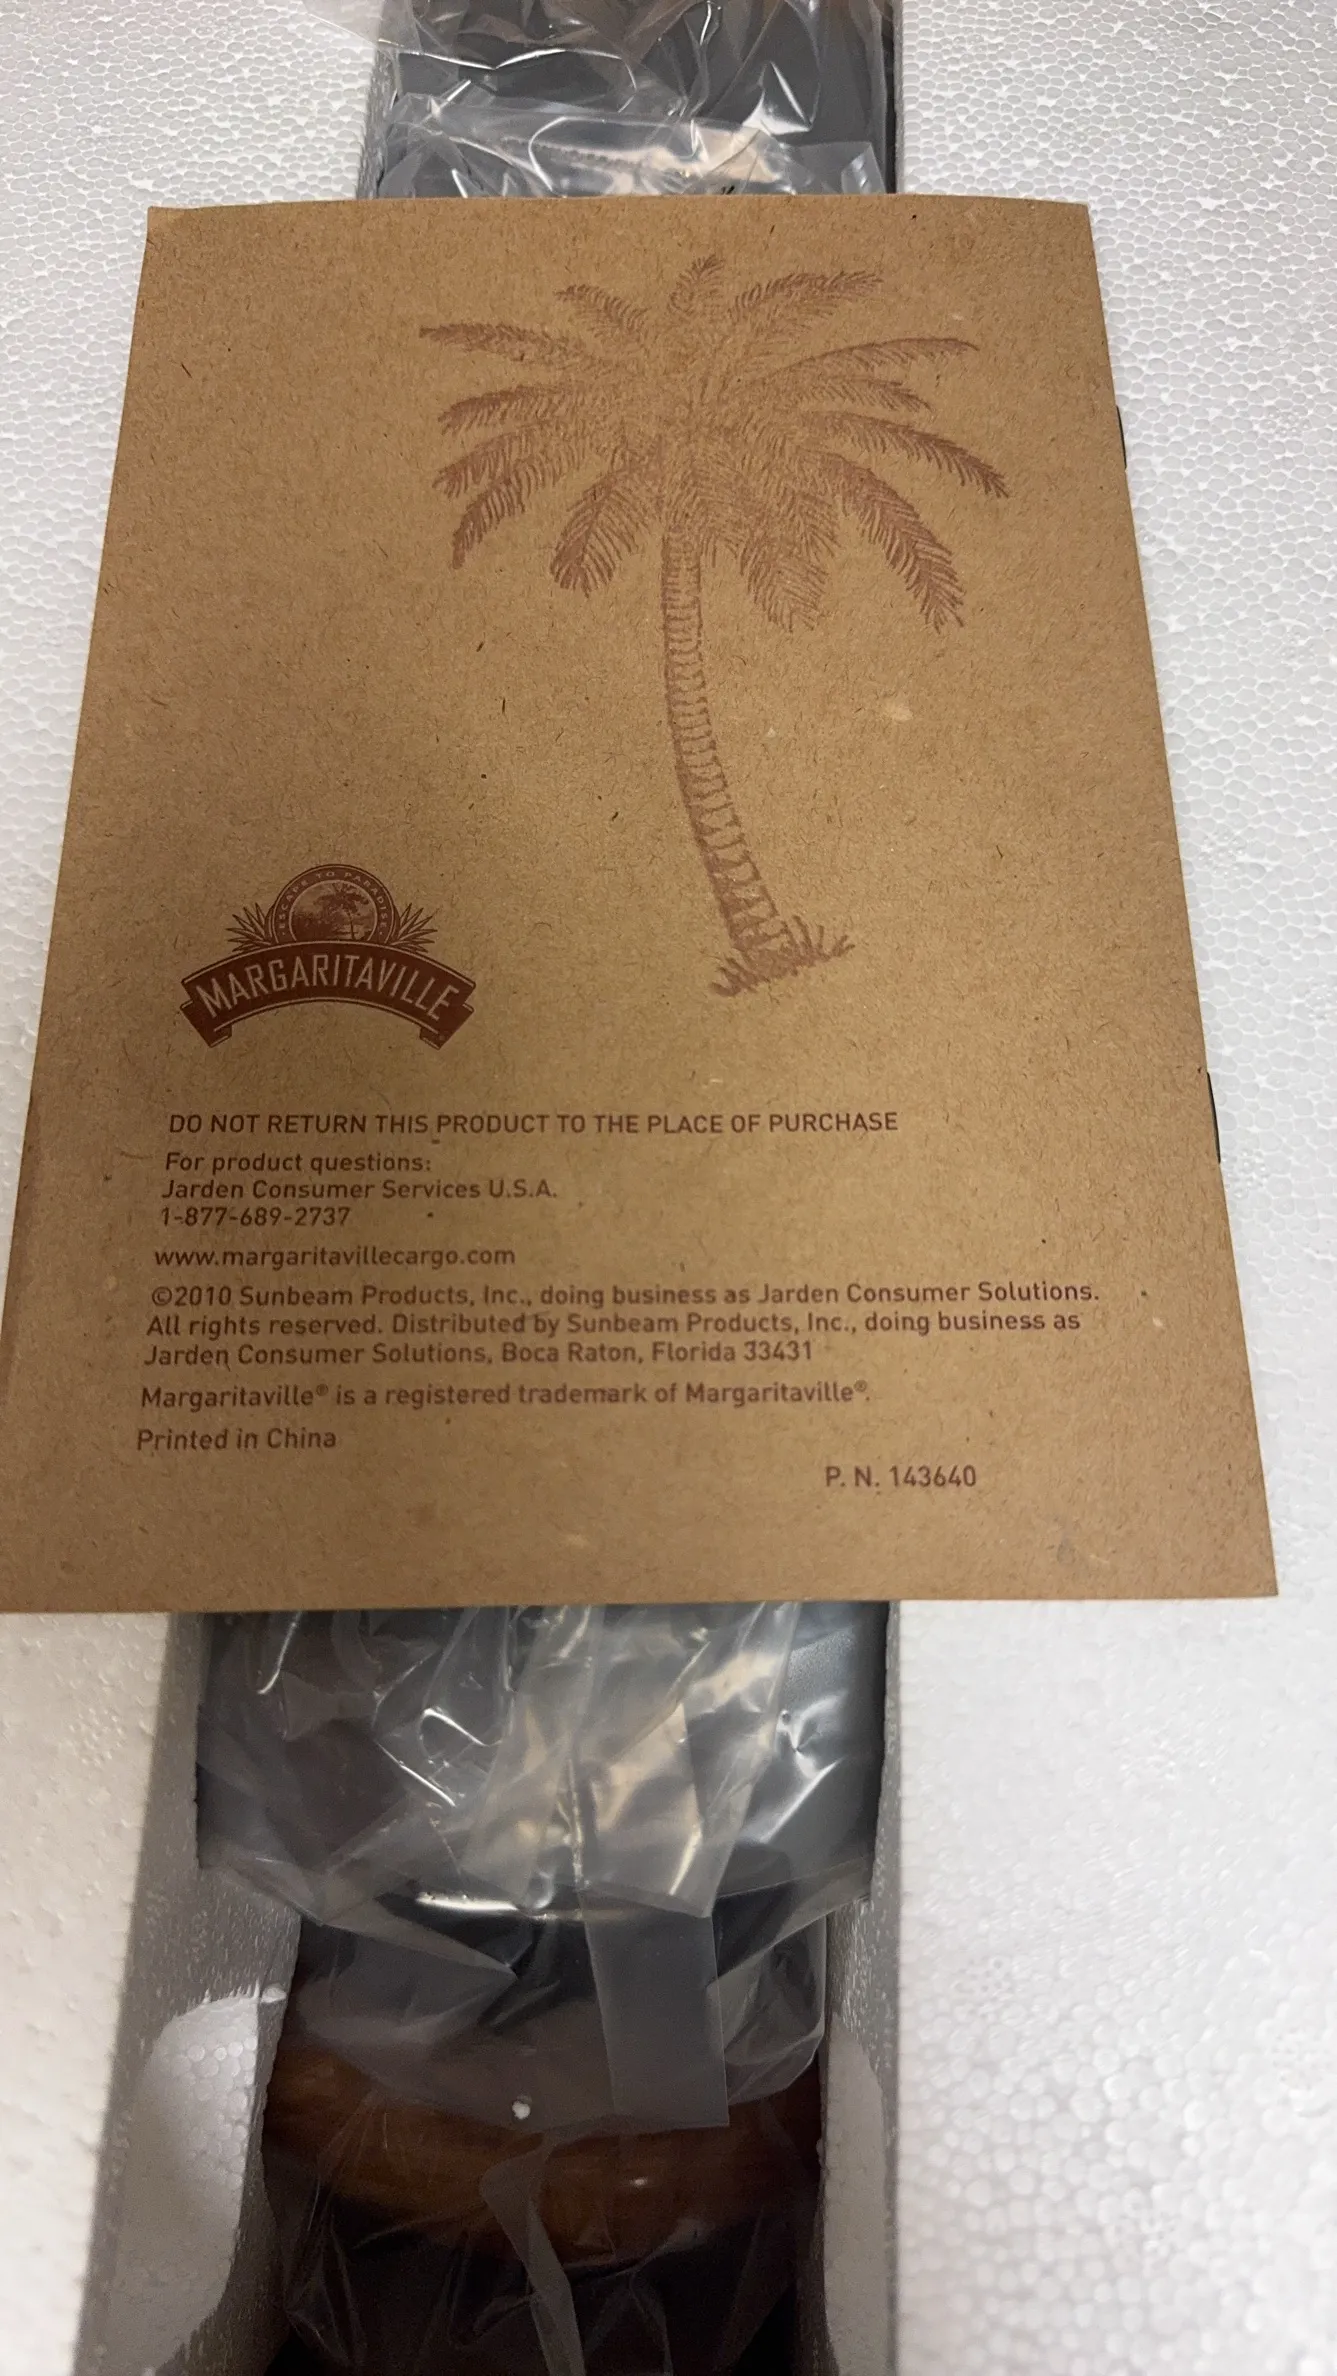 ESCAPE TO PARADISE
MARGARITAVILLE
DO NOT RETURN THIS PRODUCT TO THE PLACE OF PURCHASE
For product questions:
Jarden Consumer Services U.S.A.
1-877-689-2737
www.margaritavillecargo.com
©2010 Sunbeam Products, Inc., doing business as Jarden Consumer Solutions.
All rights reserved. Distributed by Sunbeam Products, Inc., doing business as
Jarden Consumer Solutions, Boca Raton, Florida 33431
Margaritaville® is a registered trademark of Margaritaville®.
Printed in China
P. N. 143640